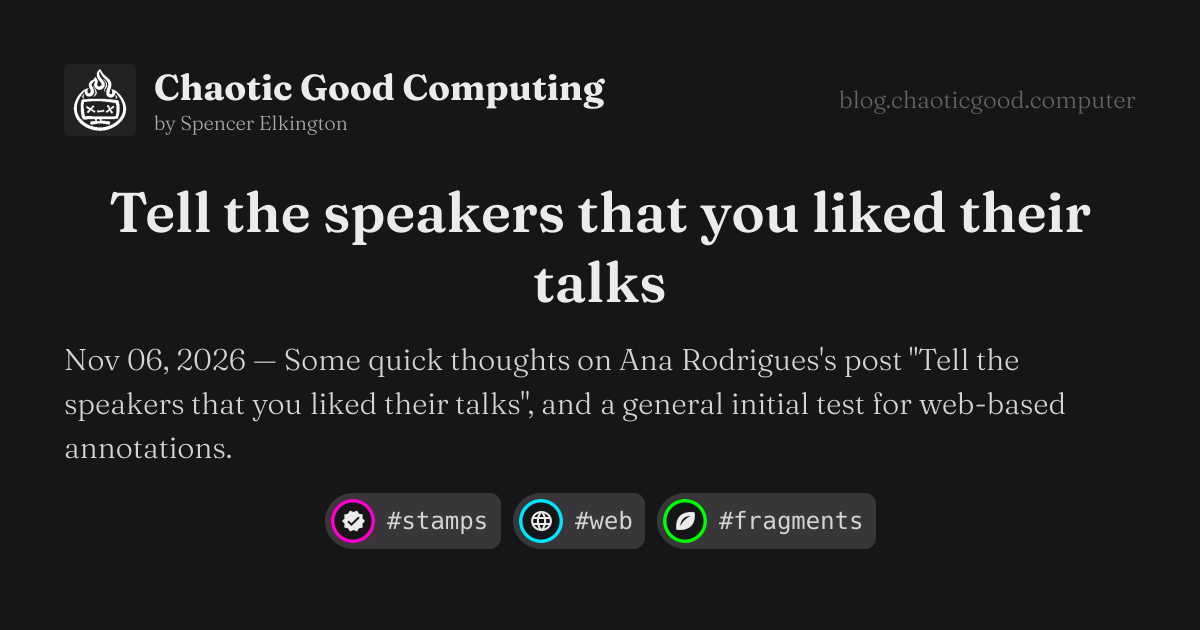 Chaotic Good Computing
by Spencer Elkington
blog.chaoticgood.computer
Tell the speakers that you liked their
talks
Nov 06, 2026 — Some quick thoughts on Ana Rodrigues's post "Tell the
speakers that you liked their talks", and a general initial test for web-based
annotations.
#stamps
#web
#fragments